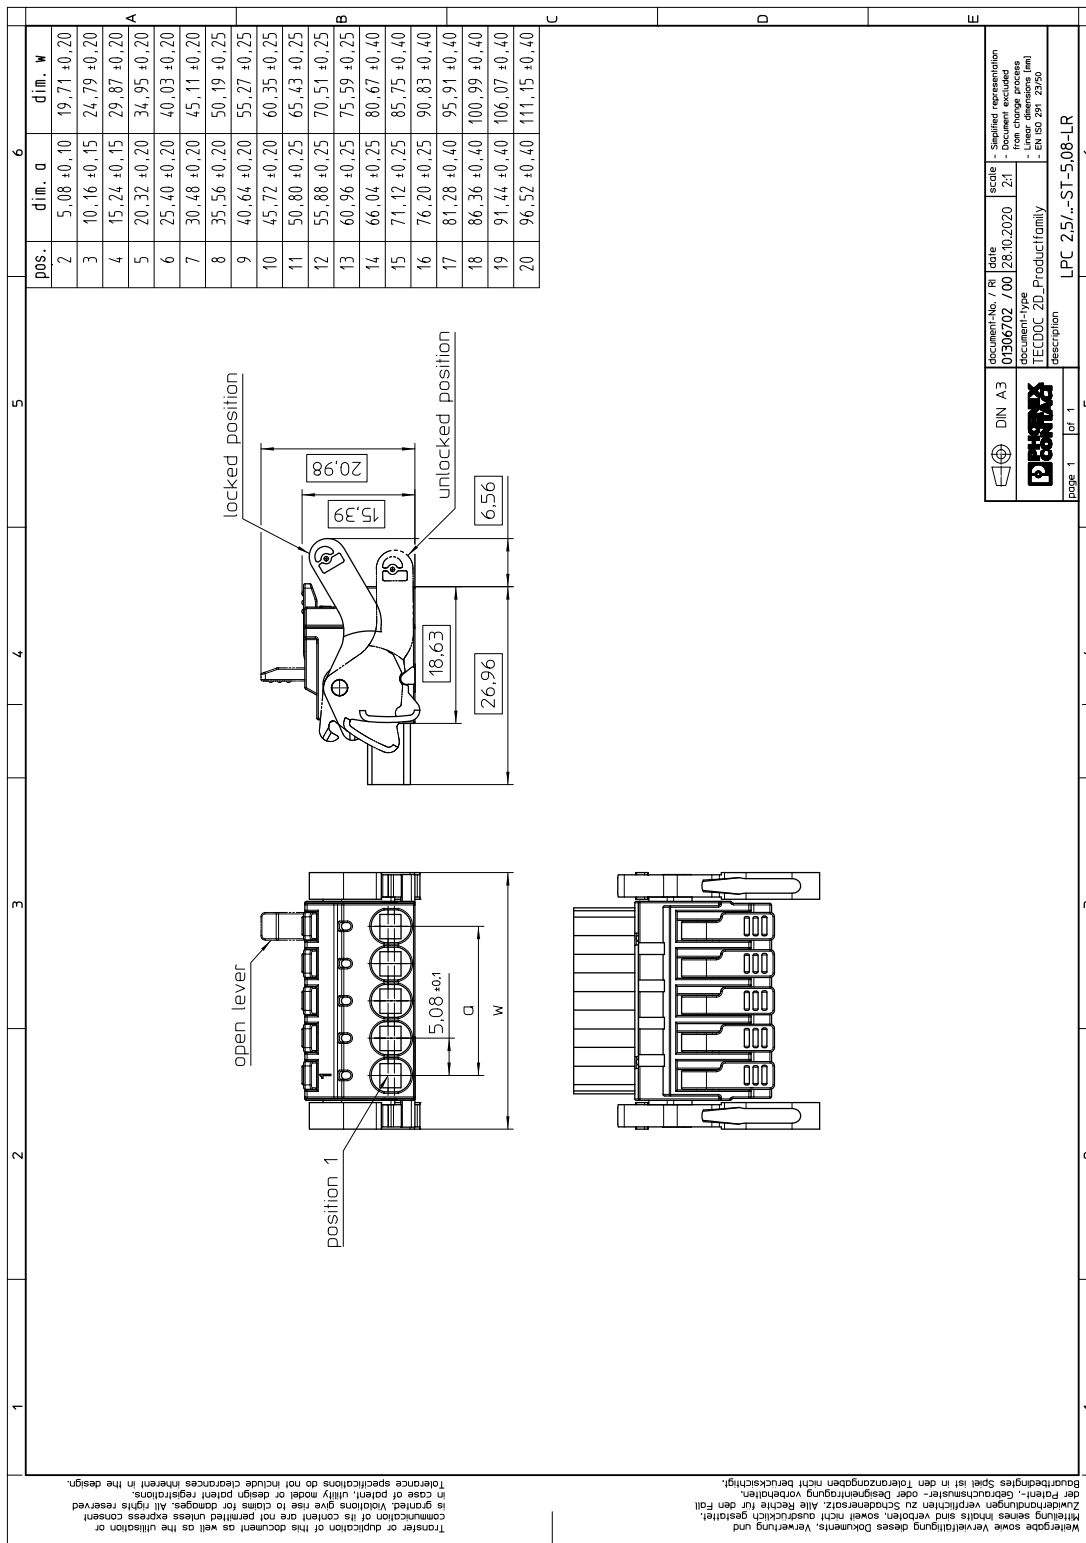 1
2
3
4
5
6
A
B
C
D
E
pos. dim. a dim. w
2 5,08 ±0,10 19,71 ±0,20
3 10,16 ±0,15 24,79 ±0,20
4 15,24 ±0,15 29,87 ±0,20
5 20,32 ±0,20 34,95 ±0,20
6 25,40 ±0,20 40,03 ±0,20
7 30,48 ±0,20 45,11 ±0,20
8 35,56 ±0,20 50,19 ±0,25
9 40,64 ±0,20 55,27 ±0,25
10 45,72 ±0,20 60,35 ±0,25
11 50,80 ±0,25 65,43 ±0,25
12 55,88 ±0,25 70,51 ±0,25
13 60,96 ±0,25 75,59 ±0,25
14 66,04 ±0,25 80,67 ±0,40
15 71,12 ±0,25 85,75 ±0,40
16 76,20 ±0,25 90,83 ±0,40
17 81,28 ±0,40 95,91 ±0,40
18 86,36 ±0,40 100,99 ±0,40
19 91,44 ±0,40 106,07 ±0,40
20 96,52 ±0,40 111,15 ±0,40
position 1
open lever
1
5,08 ±0,1
a
w
locked position
unlocked position
20,98
15,39
6,56
18,63
26,96
DIN A3
document-No. / RI
01306702 / 00
date
28.10.2020
scale
2:1
- Simplified representation
- Document excluded
from change process
- Linear dimensions [mm]
- EN ISO 291 23/50
PHOENIX
CONTACT
document-type
TECDOC 2D_Productfamily
page 1 of 1
description
LPC 2,5/..-ST-5,08-LR
Transfer or duplication of this document as well as the utilisation or
communication of its content are not permitted unless express consent
is granted. Violations give rise to claims for damages. All rights reserved
in case of patent, utility model or design patent registrations.
Tolerance specifications do not include clearances inherent in the design.
Weitergabe sowie Vervielfältigung dieses Dokuments, Verwertung und
Mitteilung seines Inhalts sind verboten, soweit nicht ausdrücklich gestattet.
Zuwiderhandlungen verpflichten zu Schadenersatz. Alle Rechte für den Fall
der Patent-, Gebrauchsmuster- oder Designeintragung vorbehalten.
Bauartbedingtes Spiel ist in den Toleranzangaben nicht berücksichtigt.